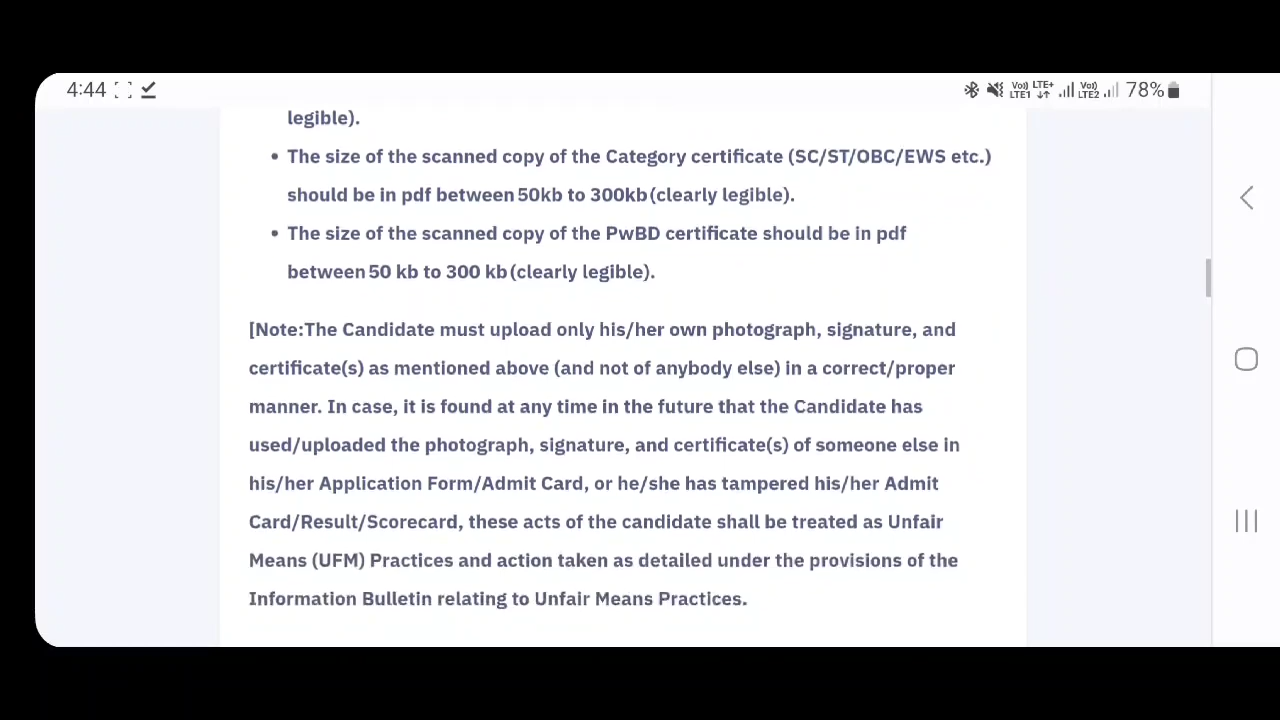 4:44
Vo) LTE1 LTE+ Vo) LTE2 78%
legible).
• The size of the scanned copy of the Category certificate (SC/ST/OBC/EWS etc.)
should be in pdf between 50kb to 300kb (clearly legible).
• The size of the scanned copy of the PwBD certificate should be in pdf
between 50 kb to 300 kb (clearly legible).
[Note:The Candidate must upload only his/her own photograph, signature, and
certificate(s) as mentioned above (and not of anybody else) in a correct/proper
manner. In case, it is found at any time in the future that the Candidate has
used/uploaded the photograph, signature, and certificate(s) of someone else in
his/her Application Form/Admit Card, or he/she has tampered his/her Admit
Card/Result/Scorecard, these acts of the candidate shall be treated as Unfair
Means (UFM) Practices and action taken as detailed under the provisions of the
Information Bulletin relating to Unfair Means Practices.